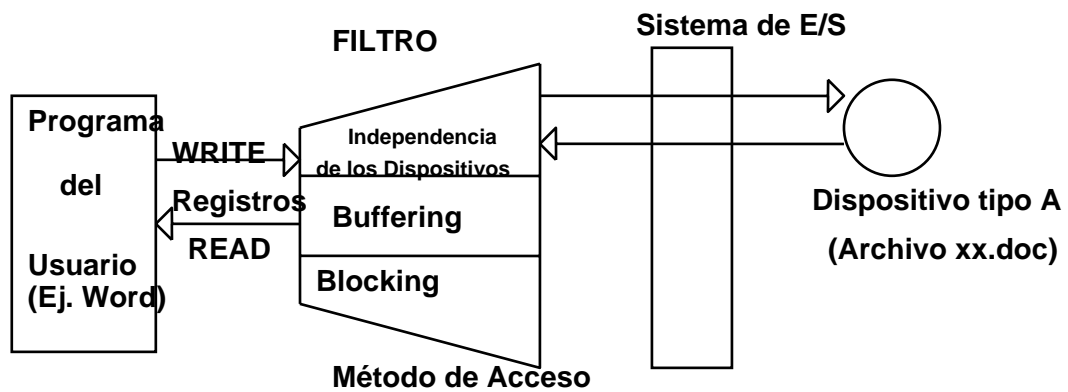 Sistema de E/S
FILTRO
Programa
del
Usuario
(Ej. Word)
WRITE
Registros
READ
Independencia
de los Dispositivos
Buffering
Blocking
Método de Acceso
Dispositivo tipo A
(Archivo xx.doc)